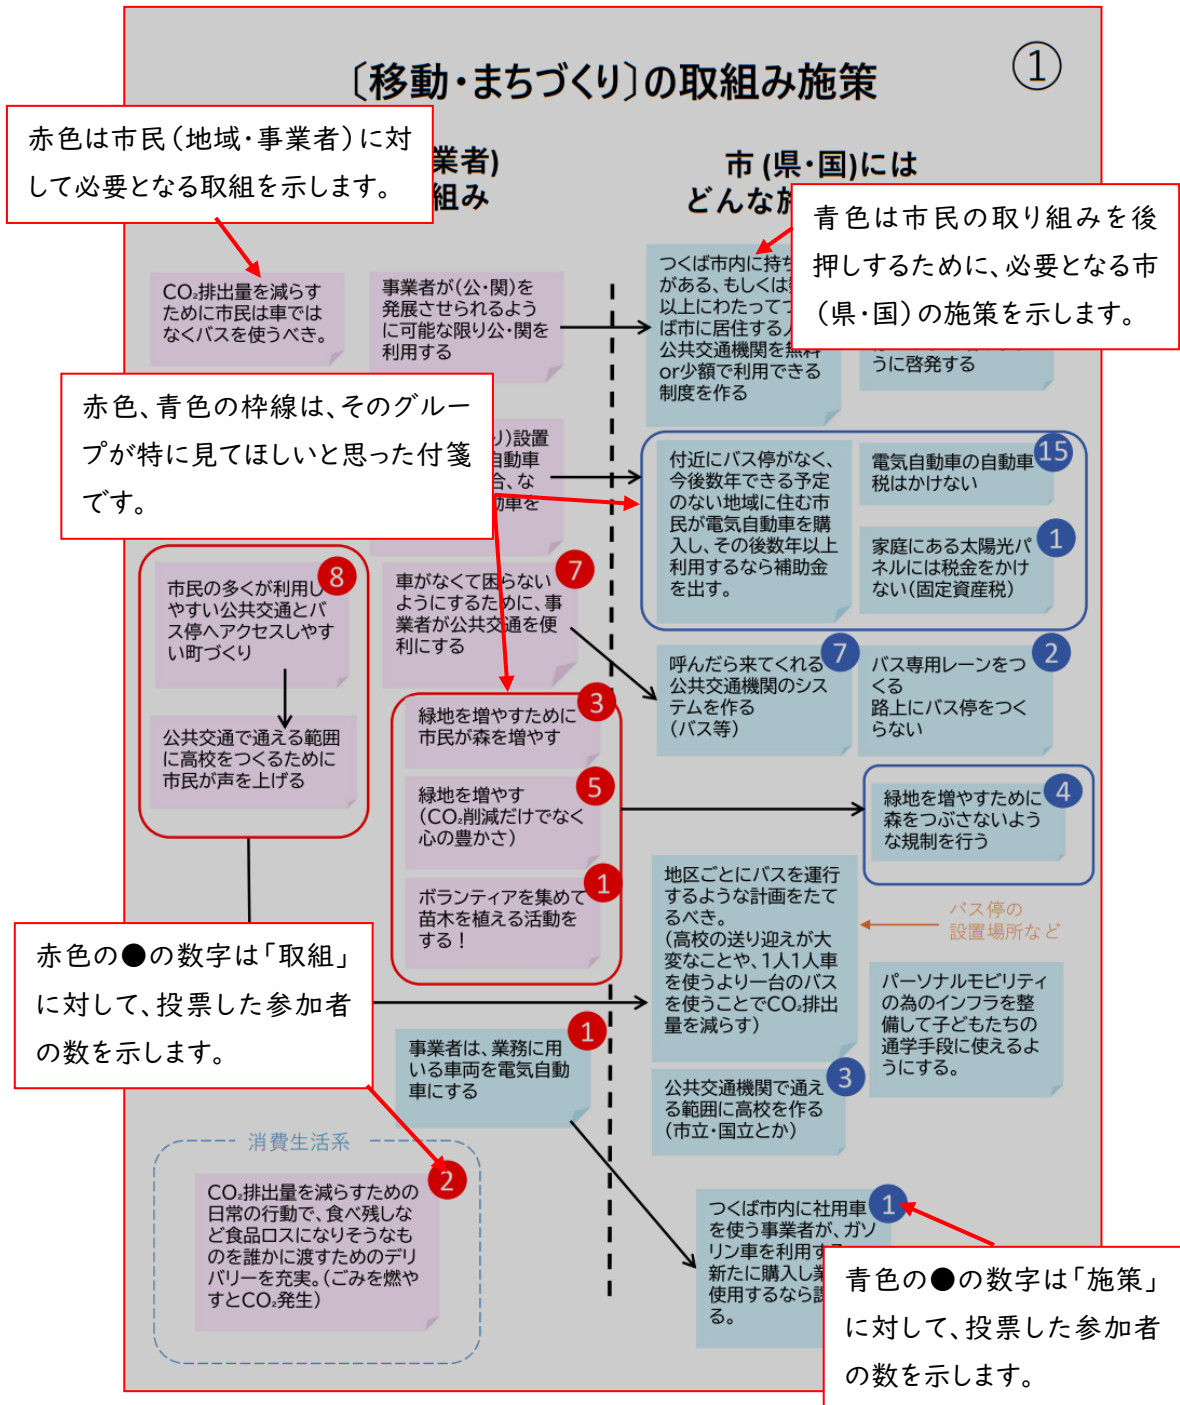 〔移動・まちづくり〕の取組み施策
①
赤色は市民（地域・事業者）に対
して必要となる取組を示します。
業者)
組み
市 (県・国)には
どんな施
青色は市民の取り組みを後
押しするために、必要となる市
（県・国）の施策を示します。
CO₂排出量を減らす
ために市民は車では
なくバスを使うべき。
事業者が(公・関)を
発展させられるよう
に可能な限り公・関を
利用する
つくば市内に持ち
がある、もしくは
以上にわたってつ
ば市に居住する人
公共交通機関を無料
or少額で利用できる
制度を作る
うに啓発する
赤色、青色の枠線は、そのグルー
プが特に見てほしいと思った付箋
です。
り)設置
自動車
合、な
動車を
付近にバス停がなく、
今後数年できる予定
のない地域に住む市
民が電気自動車を購
入し、その後数年以上
利用するなら補助金
を出す。
電気自動車の自動車
税はかけない
15
家庭にある太陽光パ
ネルには税金をかけ
ない(固定資産税)
1
市民の多くが利用し
やすい公共交通とバ
ス停へアクセスしやす
い町づくり
8
車がなくて困らない
ようにするために、事
業者が公共交通を便
利にする
7
呼んだら来てくれる
公共交通機関のシス
テムを作る
(バス等)
7
バス専用レーンをつ
くる
路上にバス停をつく
らない
2
公共交通で通える範囲
に高校をつくるために
市民が声を上げる
緑地を増やすために
市民が森を増やす
3
緑地を増やす
(CO₂削減だけでなく
心の豊かさ)
5
ボランティアを集めて
苗木を植える活動を
する！
1
緑地を増やすために
森をつぶさないよう
な規制を行う
4
地区ごとにバスを運行
するような計画をたて
るべき。
(高校の送り迎えが大
変なことや、1人1人車
を使うより一台のバス
を使うことでCO₂排出
量を減らす)
バス停の
設置場所など
パーソナルモビリティ
の為のインフラを整
備して子どもたちの
通学手段に使えるよ
うにする。
赤色の●の数字は「取組」
に対して、投票した参加者
の数を示します。
事業者は、業務に用
いる車両を電気自動
車にする
1
公共交通機関で通え
る範囲に高校を作る
(市立・国立とか)
3
消費生活系
CO₂排出量を減らすための
日常の行動で、食べ残しな
ど食品ロスになりそうなも
のを誰かに渡すためのデリ
バリーを充実。(ごみを燃や
すとCO₂発生)
2
つくば市内に社用車
を使う事業者が、ガソ
リン車を利用す
新たに購入し業
使用するなら課
る。
1
青色の●の数字は「施策」
に対して、投票した参加者
の数を示します。